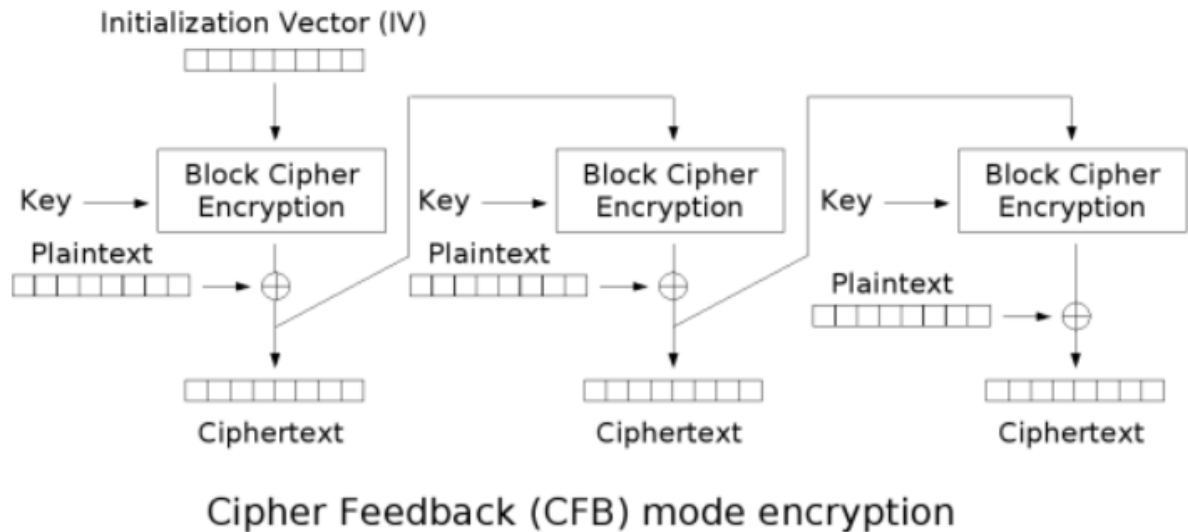 Initialization Vector (IV)
Block Cipher
Encryption
Key
Plaintext
Ciphertext
Block Cipher
Encryption
Key
Plaintext
Ciphertext
Block Cipher
Encryption
Key
Plaintext
Ciphertext
Cipher Feedback (CFB) mode encryption